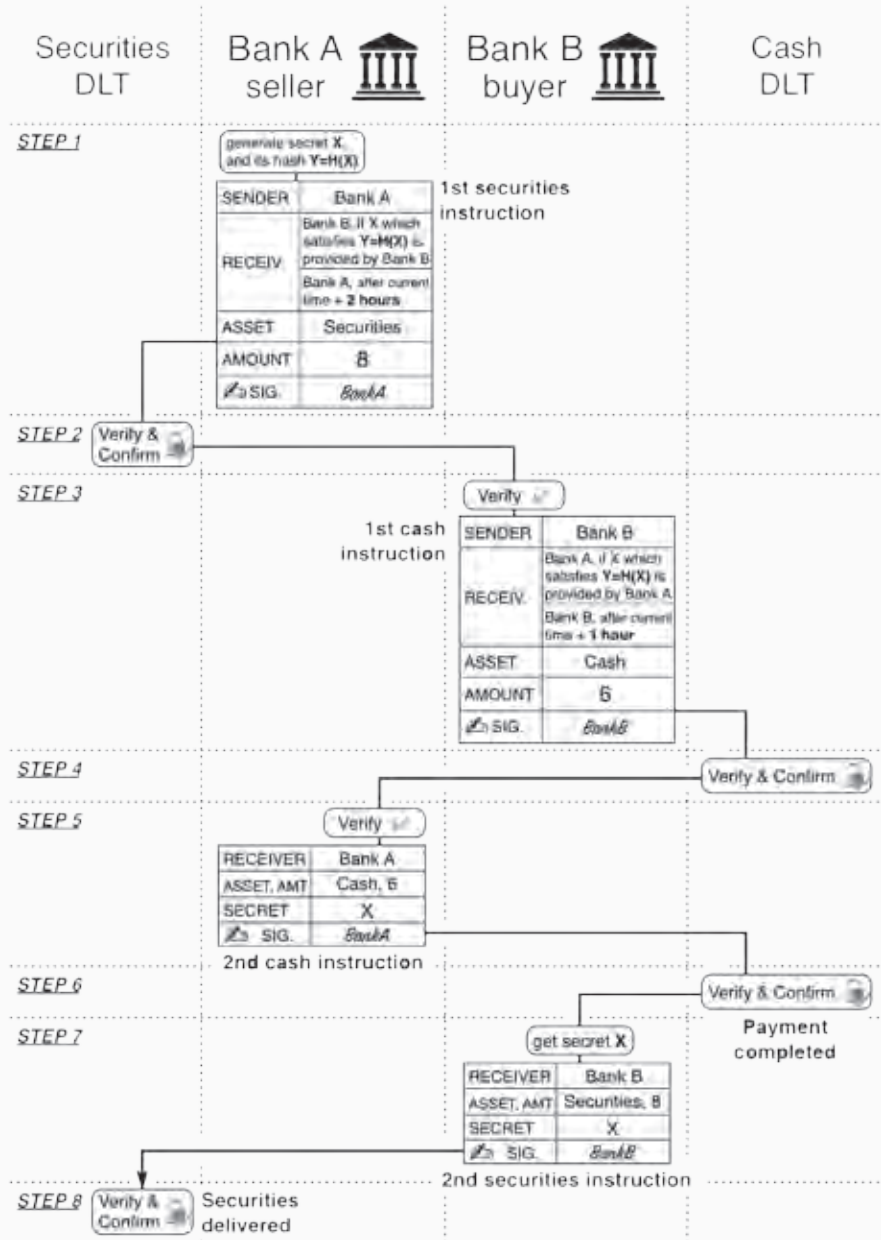 Securities
DLT
Bank A
seller
Bank B
buyer
Cash
DLT
STEP 1
generate secret X
and its hash Y=H(X)
1st securities
instruction
SENDER Bank A
RECEIV.
Bank B, if X which
satisfies Y=H(X) is
provided by Bank B
Bank A, after current
time + 2 hours
ASSET Securities
AMOUNT 8
SIG. BankA
STEP 2
Verify &
Confirm
STEP 3
Verify
1st cash
instruction
SENDER Bank B
RECEIV.
Bank A, if X which
satisfies Y=H(X) is
provided by Bank A
Bank B, after current
time + 1 hour
ASSET Cash
AMOUNT 6
SIG. BankB
STEP 4
Verify & Confirm
STEP 5
Verify
RECEIVER Bank A
ASSET, AMT Cash, 6
SECRET X
SIG. BankA
2nd cash instruction
STEP 6
Verify & Confirm
Payment
completed
STEP 7
get secret X
RECEIVER Bank B
ASSET, AMT Securities, 8
SECRET X
SIG. BankB
2nd securities instruction
STEP 8
Verify &
Confirm
Securities
delivered